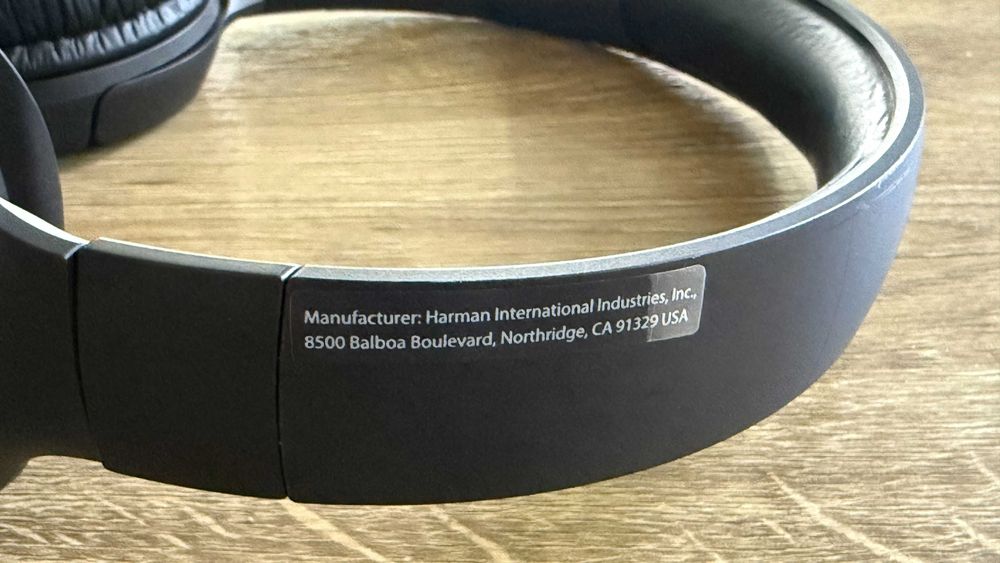 Manufacturer: Harman International Industries, Inc.,
8500 Balboa Boulevard, Northridge, CA 91329 USA